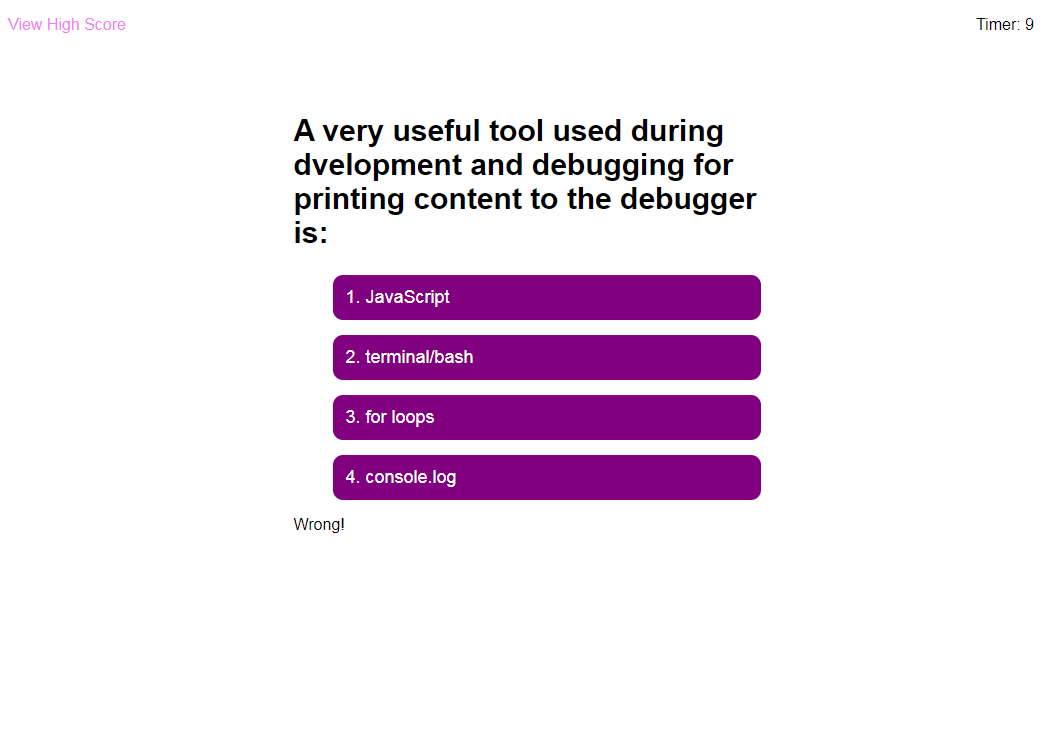 View High Score
Timer: 9
A very useful tool used during
dvelopment and debugging for
printing content to the debugger
is:
1. JavaScript
2. terminal/bash
3. for loops
4. console.log
Wrong!